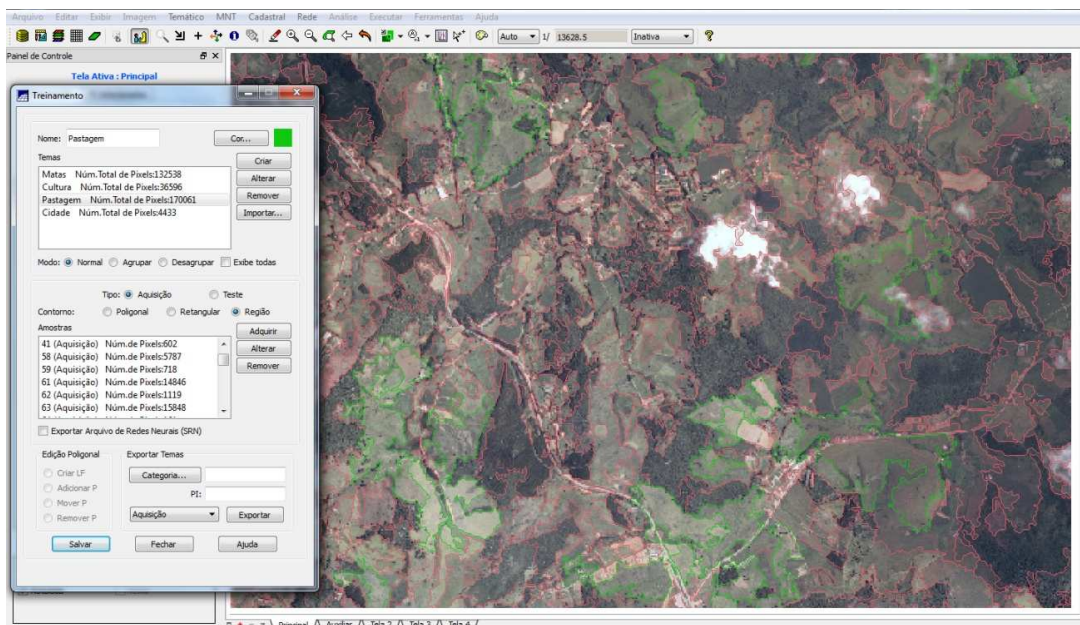 Arquivo Editar Exibir Imagem Temático MNT Cadastral Rede Análise Executar Ferramentas Ajuda
Auto 1/ 13628.5 Inativa
Painel de Controle
Tela Ativa : Principal
Treinamento
Nome: Pastagem Cor...
Temas
Criar
Matas Núm.Total de Pixels:132538
Alterar
Cultura Núm.Total de Pixels:36596
Remover
Pastagem Núm.Total de Pixels:170061
Importar...
Cidade Núm.Total de Pixels:4433
Modo: Normal Agrupar Desagrupar Exibe todas
Tipo: Aquisição Teste
Contorno: Poligonal Retangular Região
Amostras
Adquirir
41 (Aquisição) Núm.de Pixels:602
Alterar
58 (Aquisição) Núm.de Pixels:5787
59 (Aquisição) Núm.de Pixels:718
Remover
61 (Aquisição) Núm.de Pixels:14846
62 (Aquisição) Núm.de Pixels:1119
63 (Aquisição) Núm.de Pixels:15848
Exportar Arquivo de Redes Neurais (SRN)
Edição Poligonal Exportar Temas
Criar LF
Categoria...
Adicionar P
PI:
Mover P
Remover P
Aquisição Exportar
Salvar Fechar Ajuda
Principal Auxiliar Tela 2 Tela 3 Tela 4